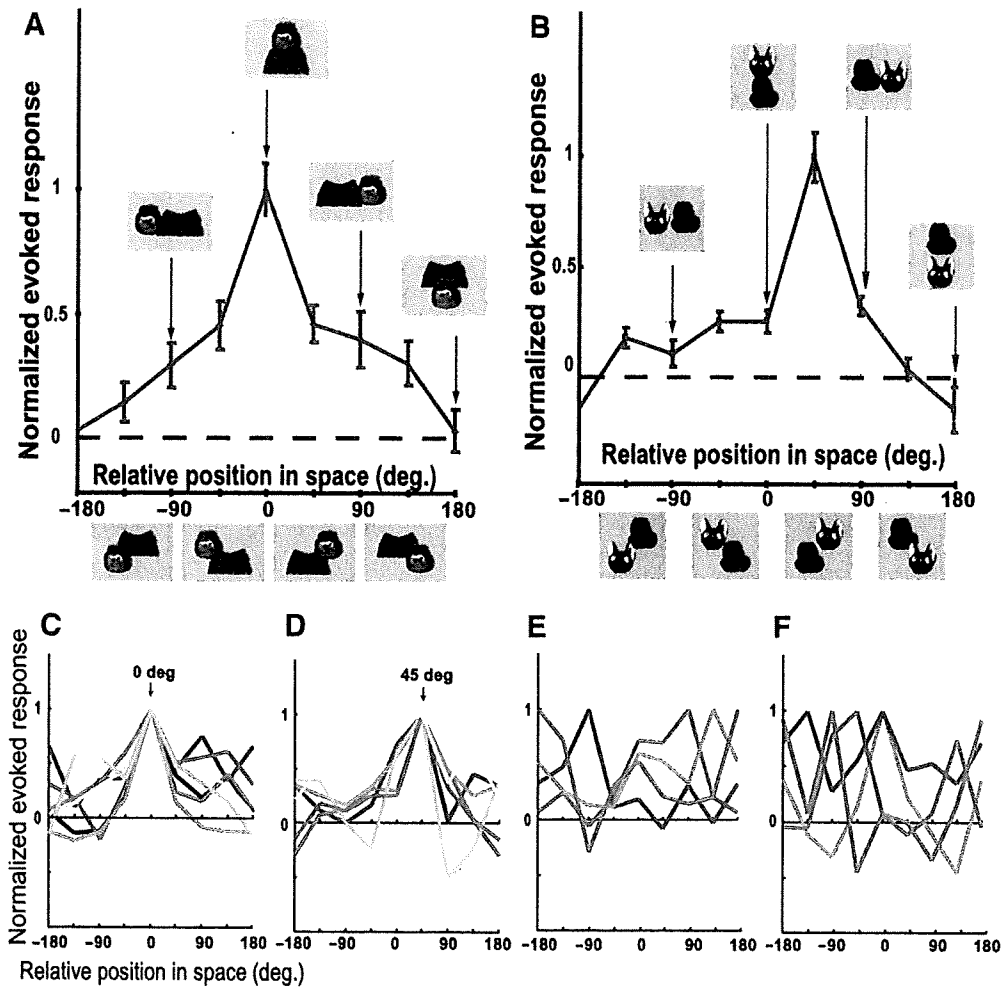 A
Normalized evoked response
1
0.5
0
Relative position in space (deg.)
-180 -90 0 90 180
B
Normalized evoked response
1
0.5
0
Relative position in space (deg.)
-180 -90 0 90 180
C
Normalized evoked response
0 deg
1
0
-180 -90 0 90 180
Relative position in space (deg.)
D
45 deg
1
0
-180 -90 0 90 180
E
1
0
-180 -90 0 90 180
F
1
0
-180 -90 0 90 180